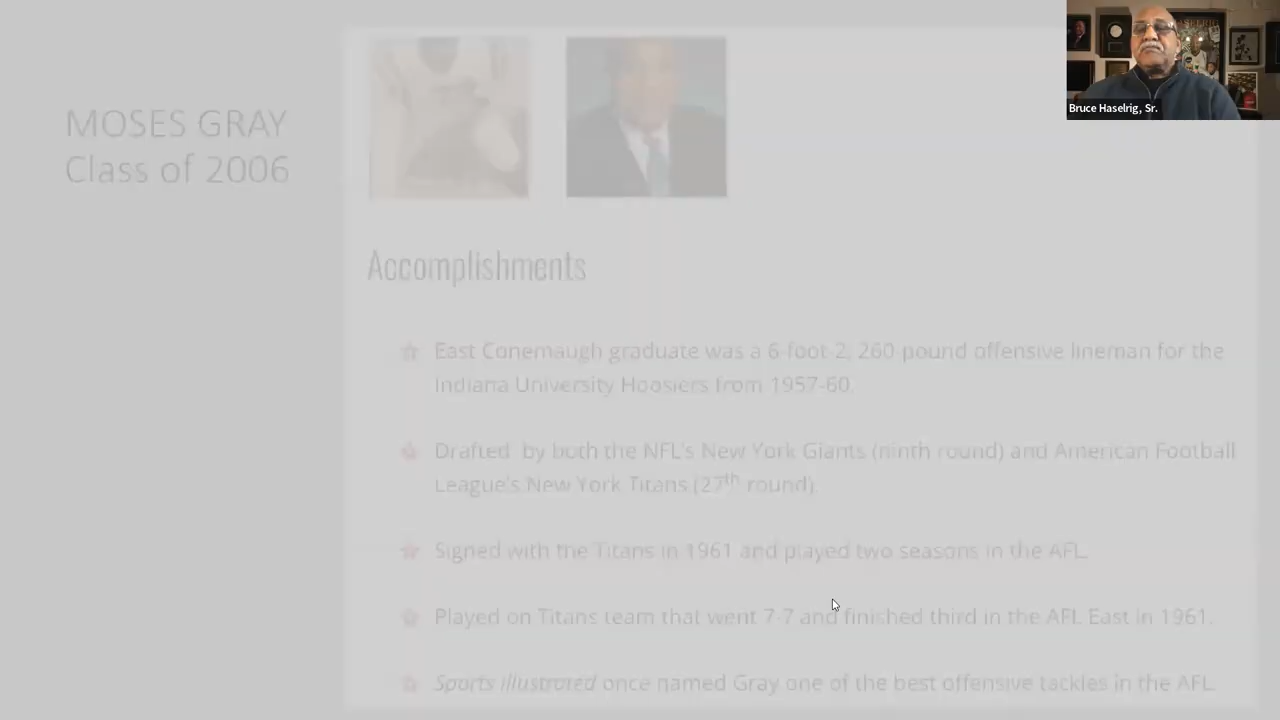 MOSES GRAY
Class of 2006
Bruce Haselrig, Sr.
Accomplishments
East Conemaugh graduate was a 6-foot-2, 260 pound offensive lineman for the
Indiana University Hoosiers from 1957-60.
Drafted by both the NFL's New York Giants (ninth round) and American Football
League's New York Titans (27th round).
Signed with the Titans in 1961 and played two seasons in the AFL.
Played on Titans team that went 7-7 and finished third in the AFL East in 1961.
Sports Illustrated once named Gray one of the best offensive tackles in the AFL.